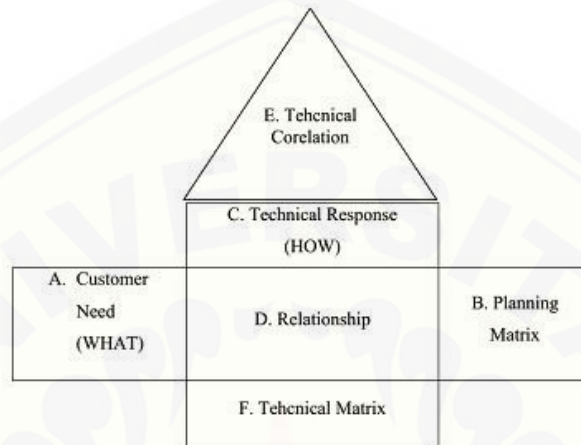 E. Tehcnical
Corelation
C. Technical Response
(HOW)
A. Customer
Need
(WHAT)
D. Relationship
B. Planning
Matrix
F. Tehcnical Matrix